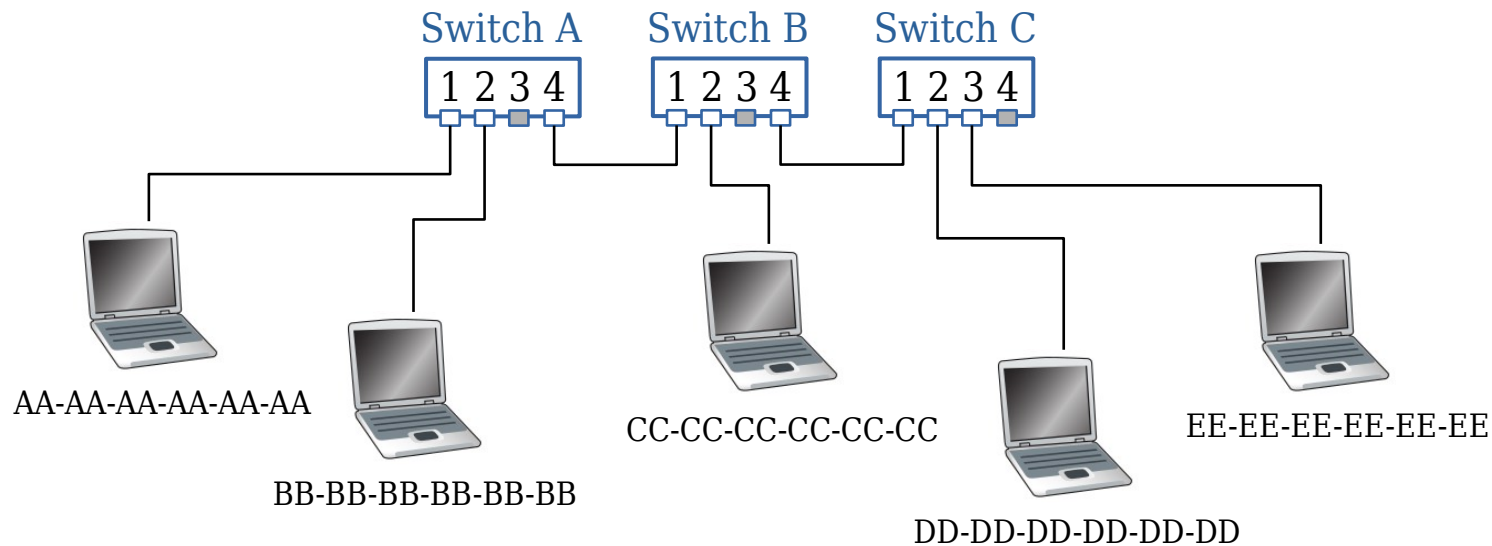 Switch A Switch B Switch C
1 2 3 4 1 2 3 4 1 2 3 4
AA-AA-AA-AA-AA-AA
BB-BB-BB-BB-BB-BB
CC-CC-CC-CC-CC-CC
DD-DD-DD-DD-DD-DD
EE-EE-EE-EE-EE-EE